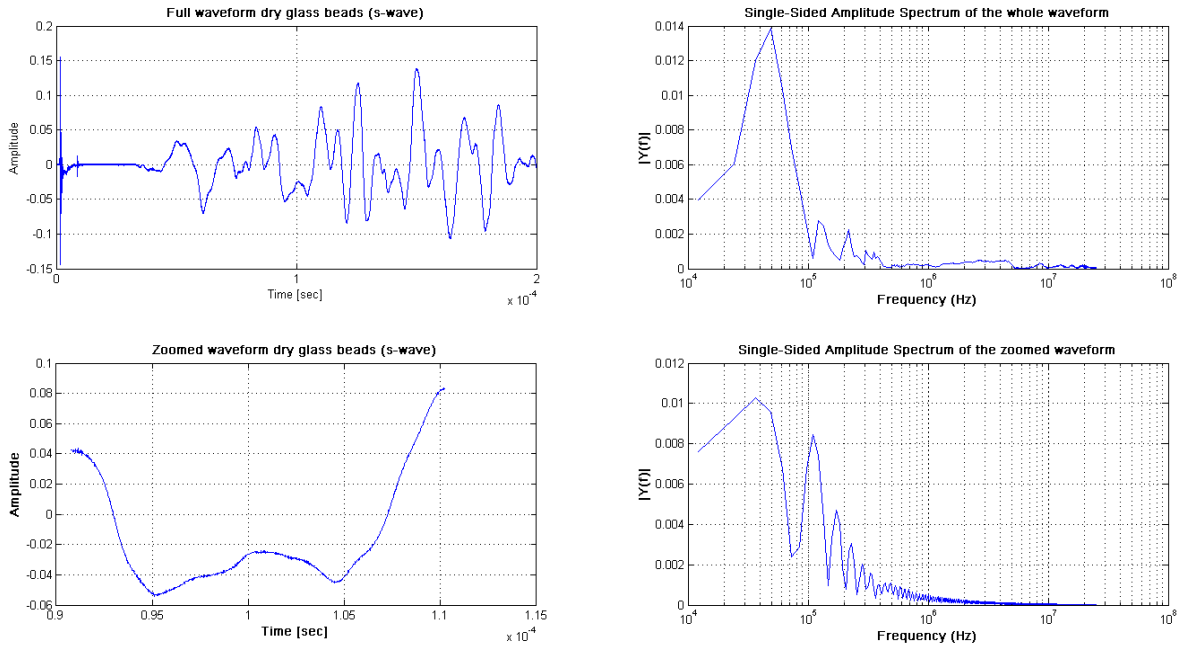 Full waveform dry glass beads (s-wave)
Amplitude
0.2
0.15
0.1
0.05
0
-0.05
-0.1
-0.15
0 1 2
Time [sec]
x 10^-4
Single-Sided Amplitude Spectrum of the whole waveform
|Y(f)|
0.014
0.012
0.01
0.008
0.006
0.004
0.002
0
10^4 10^5 10^6 10^7 10^8
Frequency (Hz)
Zoomed waveform dry glass beads (s-wave)
Amplitude
0.1
0.08
0.06
0.04
0.02
0
-0.02
-0.04
-0.06
0.9 0.95 1 1.05 1.1 1.15
Time [sec]
x 10^-4
Single-Sided Amplitude Spectrum of the zoomed waveform
|Y(f)|
0.012
0.01
0.008
0.006
0.004
0.002
0
10^4 10^5 10^6 10^7 10^8
Frequency (Hz)